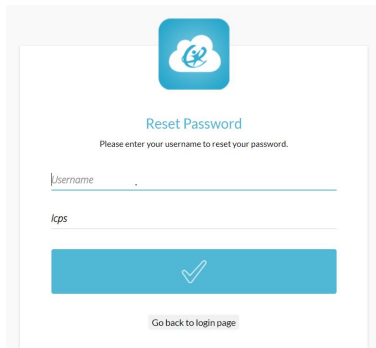 Reset Password
Please enter your username to reset your password.
Username
lcps
Go back to login page